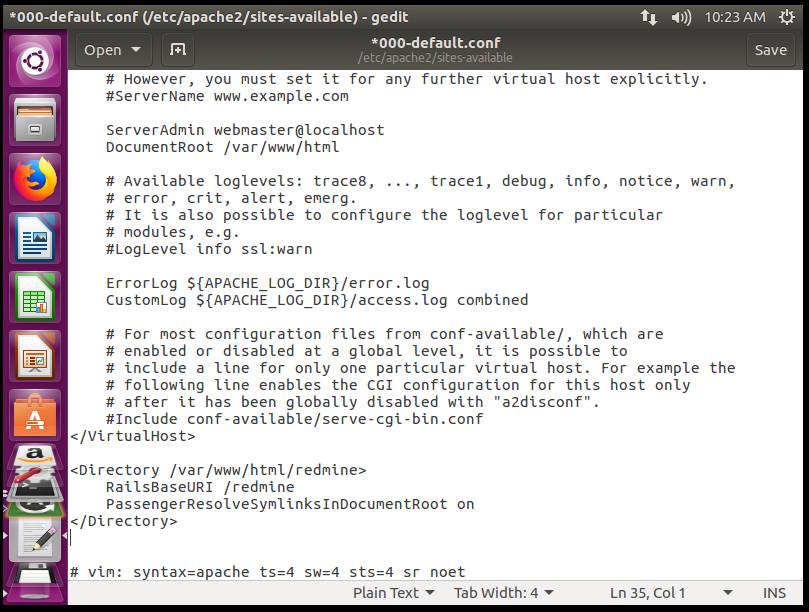 *000-default.conf (/etc/apache2/sites-available) - gedit
10:23 AM
Open
*000-default.conf
/etc/apache2/sites-available
Save
# However, you must set it for any further virtual host explicitly.
#ServerName www.example.com
ServerAdmin webmaster@localhost
DocumentRoot /var/www/html
# Available loglevels: trace8, ..., trace1, debug, info, notice, warn,
# error, crit, alert, emerg.
# It is also possible to configure the loglevel for particular
# modules, e.g.
#LogLevel info ssl:warn
ErrorLog ${APACHE_LOG_DIR}/error.log
CustomLog ${APACHE_LOG_DIR}/access.log combined
# For most configuration files from conf-available/, which are
# enabled or disabled at a global level, it is possible to
# include a line for only one particular virtual host. For example the
# following line enables the CGI configuration for this host only
# after it has been globally disabled with "a2disconf".
#Include conf-available/serve-cgi-bin.conf
</VirtualHost>
<Directory /var/www/html/redmine>
RailsBaseURI /redmine
PassengerResolveSymlinksInDocumentRoot on
</Directory>
# vim: syntax=apache ts=4 sw=4 sts=4 sr noet
Plain Text
Tab Width: 4
Ln 35, Col 1
INS
A
a